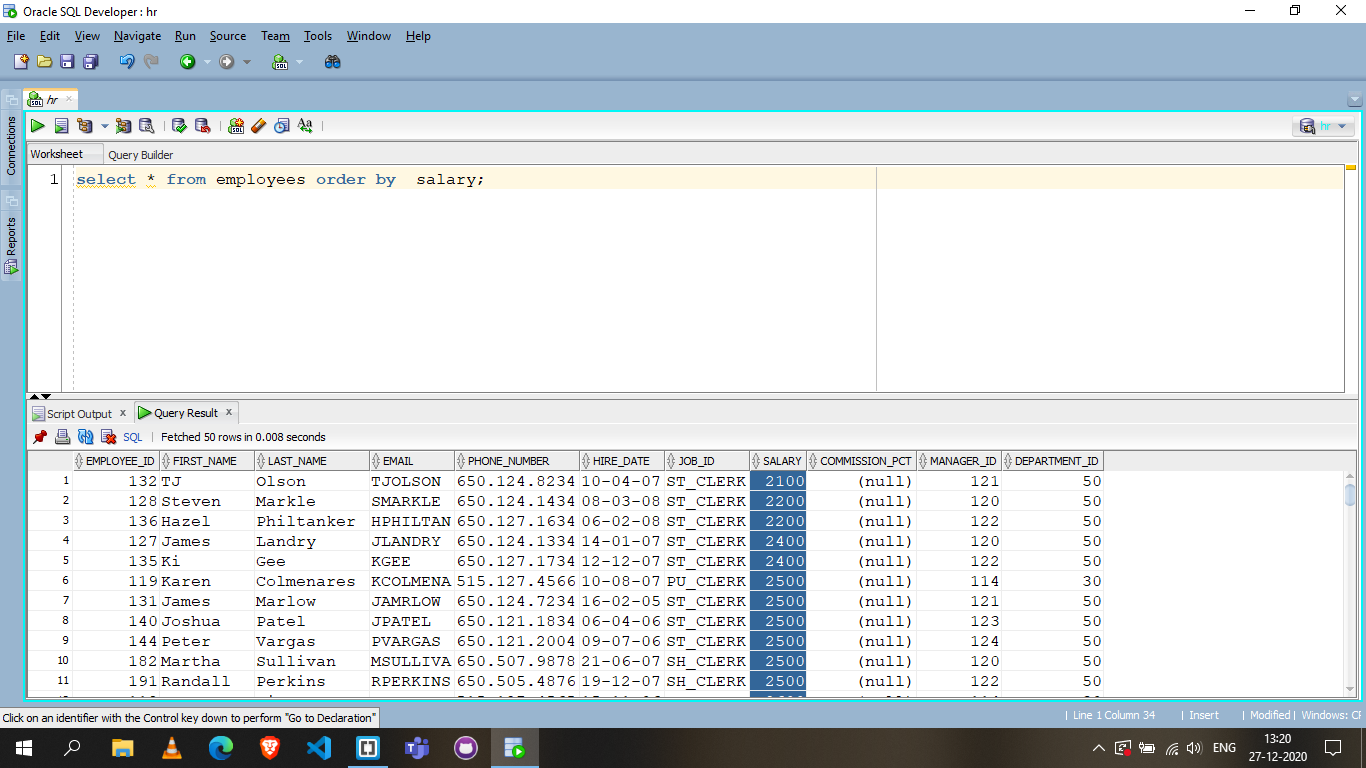 Oracle SQL Developer : hr
File Edit View Navigate Run Source Team Tools Window Help
hr
hr
Connections
Reports
Worksheet Query Builder
1 select * from employees order by  salary;
Script Output x Query Result x
SQL | Fetched 50 rows in 0.008 seconds
EMPLOYEE_ID FIRST_NAME LAST_NAME EMAIL PHONE_NUMBER HIRE_DATE JOB_ID SALARY COMMISSION_PCT MANAGER_ID DEPARTMENT_ID
1 132 TJ Olson TJOLSON 650.124.8234 10-04-07 ST_CLERK 2100 (null) 121 50
2 128 Steven Markle SMARKLE 650.124.1434 08-03-08 ST_CLERK 2200 (null) 120 50
3 136 Hazel Philtanker HPHILTAN 650.127.1634 06-02-08 ST_CLERK 2200 (null) 122 50
4 127 James Landry JLANDRY 650.124.1334 14-01-07 ST_CLERK 2400 (null) 120 50
5 135 Ki Gee KGEE 650.127.1734 12-12-07 ST_CLERK 2400 (null) 122 50
6 119 Karen Colmenares KCOLMENA 515.127.4566 10-08-07 PU_CLERK 2500 (null) 114 30
7 131 James Marlow JAMRLOW 650.124.7234 16-02-05 ST_CLERK 2500 (null) 121 50
8 140 Joshua Patel JPATEL 650.121.1834 06-04-06 ST_CLERK 2500 (null) 123 50
9 144 Peter Vargas PVARGAS 650.121.2004 09-07-06 ST_CLERK 2500 (null) 124 50
10 182 Martha Sullivan MSULLIVA 650.507.9878 21-06-07 SH_CLERK 2500 (null) 120 50
11 191 Randall Perkins RPERKINS 650.505.4876 19-12-07 SH_CLERK 2500 (null) 122 50
Click on an identifier with the Control key down to perform "Go to Declaration"
| Line 1 Column 34 | Insert | Modified | Windows: CF
ENG 13:20
27-12-2020